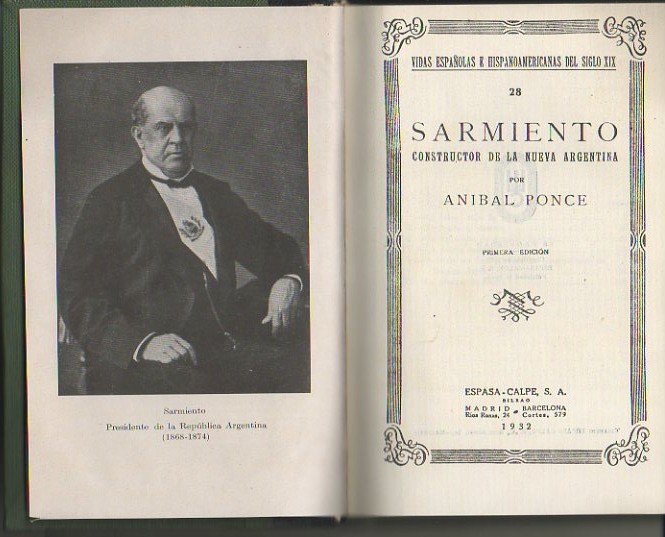 Sarmiento
Presidente de la República Argentina
(1868-1874)
VIDAS ESPAÑOLAS E HISPANOAMERICANAS DEL SIGLO XIX
28
SARMIENTO
CONSTRUCTOR DE LA NUEVA ARGENTINA
POR
ANIBAL PONCE
PRIMERA EDICIÓN
ESPASA-CALPE, S. A.
BILBAO
MADRID BARCELONA
Ríos Rosas, 24 Cortes, 579
1932